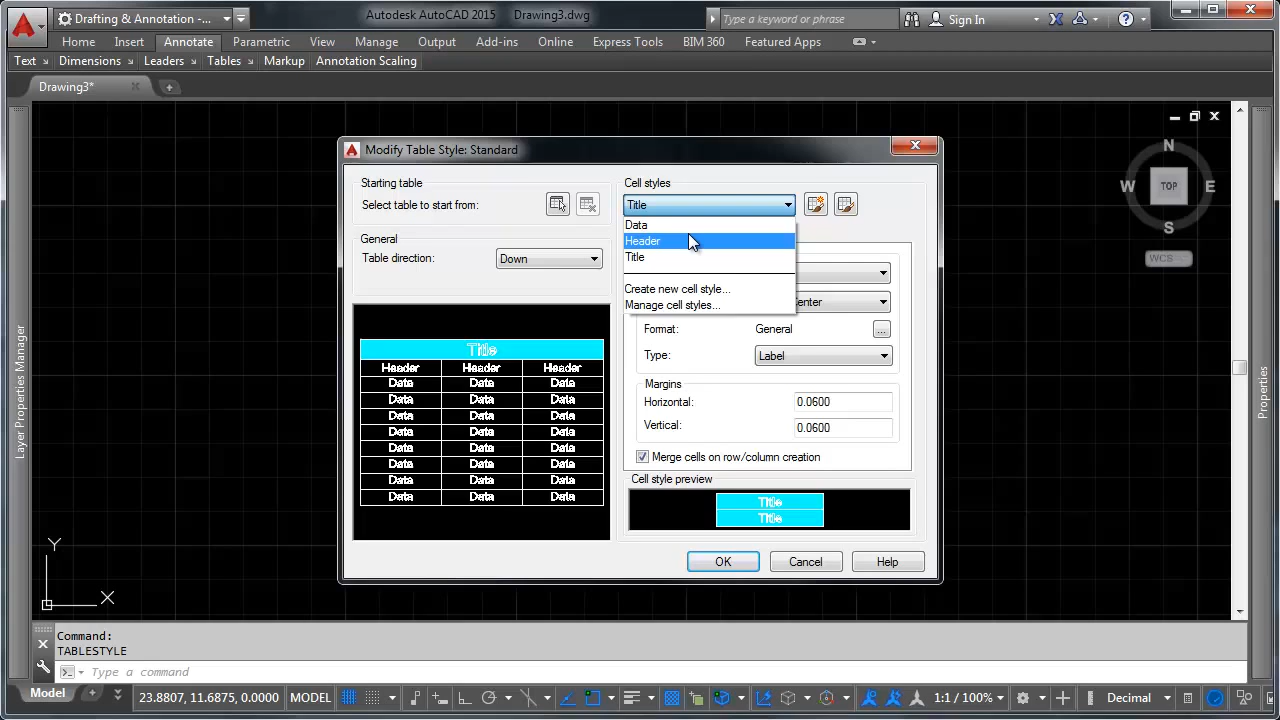 Drafting & Annotation -
Autodesk AutoCAD 2015 Drawing3.dwg
Type a keyword or phrase
Sign In
Home Insert Annotate Parametric View Manage Output Add-ins Online Express Tools BIM 360 Featured Apps
Text Dimensions Leaders Tables Markup Annotation Scaling
Drawing3*
Modify Table Style: Standard
Starting table
Select table to start from:
General
Table direction: Down
Title
Header Header Header
Data Data Data
Data Data Data
Data Data Data
Data Data Data
Data Data Data
Data Data Data
Data Data Data
Data Data Data
Cell styles
Title
Data
Header
Title
Create new cell style...
Manage cell styles...
Format: General ...
Type: Label
Margins
Horizontal: 0.0600
Vertical: 0.0600
Merge cells on row/column creation
Cell style preview
Title
Title
OK Cancel Help
N
W TOP E
S
WCS
Layer Properties Manager
Properties
Y
X
Command:
TABLESTYLE
Type a command
Model
23.8807, 11.6875, 0.0000 MODEL
1:1 / 100%
Decimal